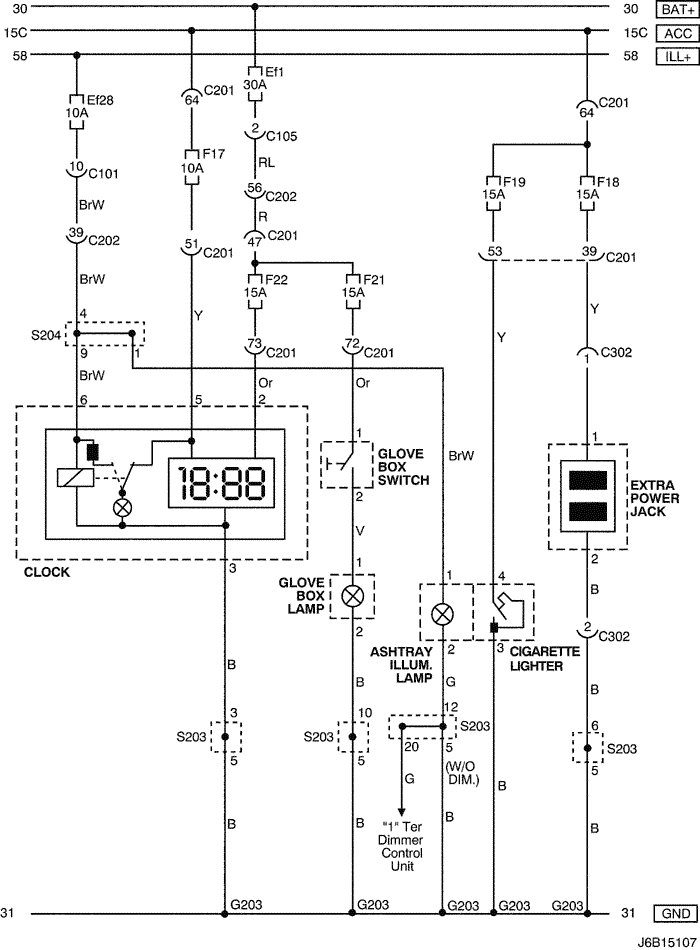 30 30 BAT+
15C 15C ACC
58 58 ILL+
Ef1
30A
Ef28
10A
C201
64
C201
64
2
C105
F17
10A
10
C101
RL
F19
15A
F18
15A
56
C202
BrW
R
39
C202
47
C201
51
C201
53
39
C201
BrW
F22
15A
F21
15A
4
Y
Y
Y
S204
9
1
73
C201
72
C201
C302
1
BrW
Or
Or
6
5
2
1
GLOVE
BOX
SWITCH
BrW
1
18:88
2
EXTRA
POWER
JACK
V
CLOCK
3
2
1
GLOVE
BOX
LAMP
1
4
B
2
2
C302
ASHTRAY
ILLUM.
LAMP
2
3
CIGARETTE
LIGHTER
B
B
G
B
3
S203
5
10
S203
5
12
S203
20
5
6
S203
5
G
(W/O
DIM.)
B
B
B
B
B
"1" Ter
Dimmer
Control
Unit
G203
G203
G203
G203
G203
31 31 GND
J6B15107